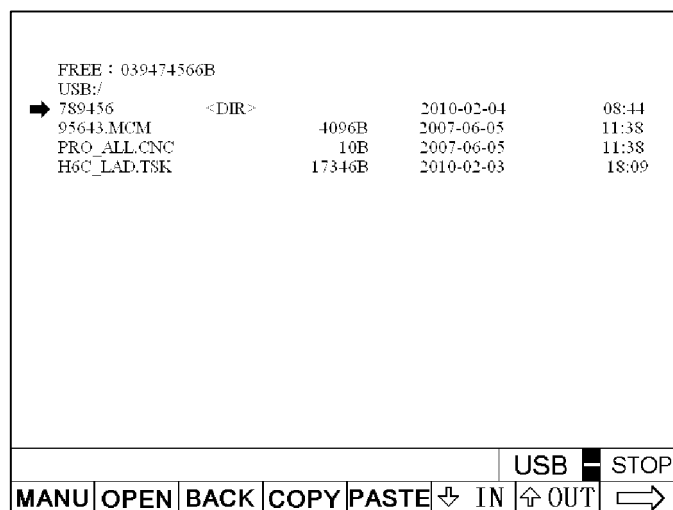 FREE：039474566B
USB:/
789456 <DIR> 2010-02-04 08:44
95643.MCM 4096B 2007-06-05 11:38
PRO_ALL.CNC 10B 2007-06-05 11:38
H6C_LAD.TSK 17346B 2010-02-03 18:09
USB STOP
MANU OPEN BACK COPY PASTE IN OUT